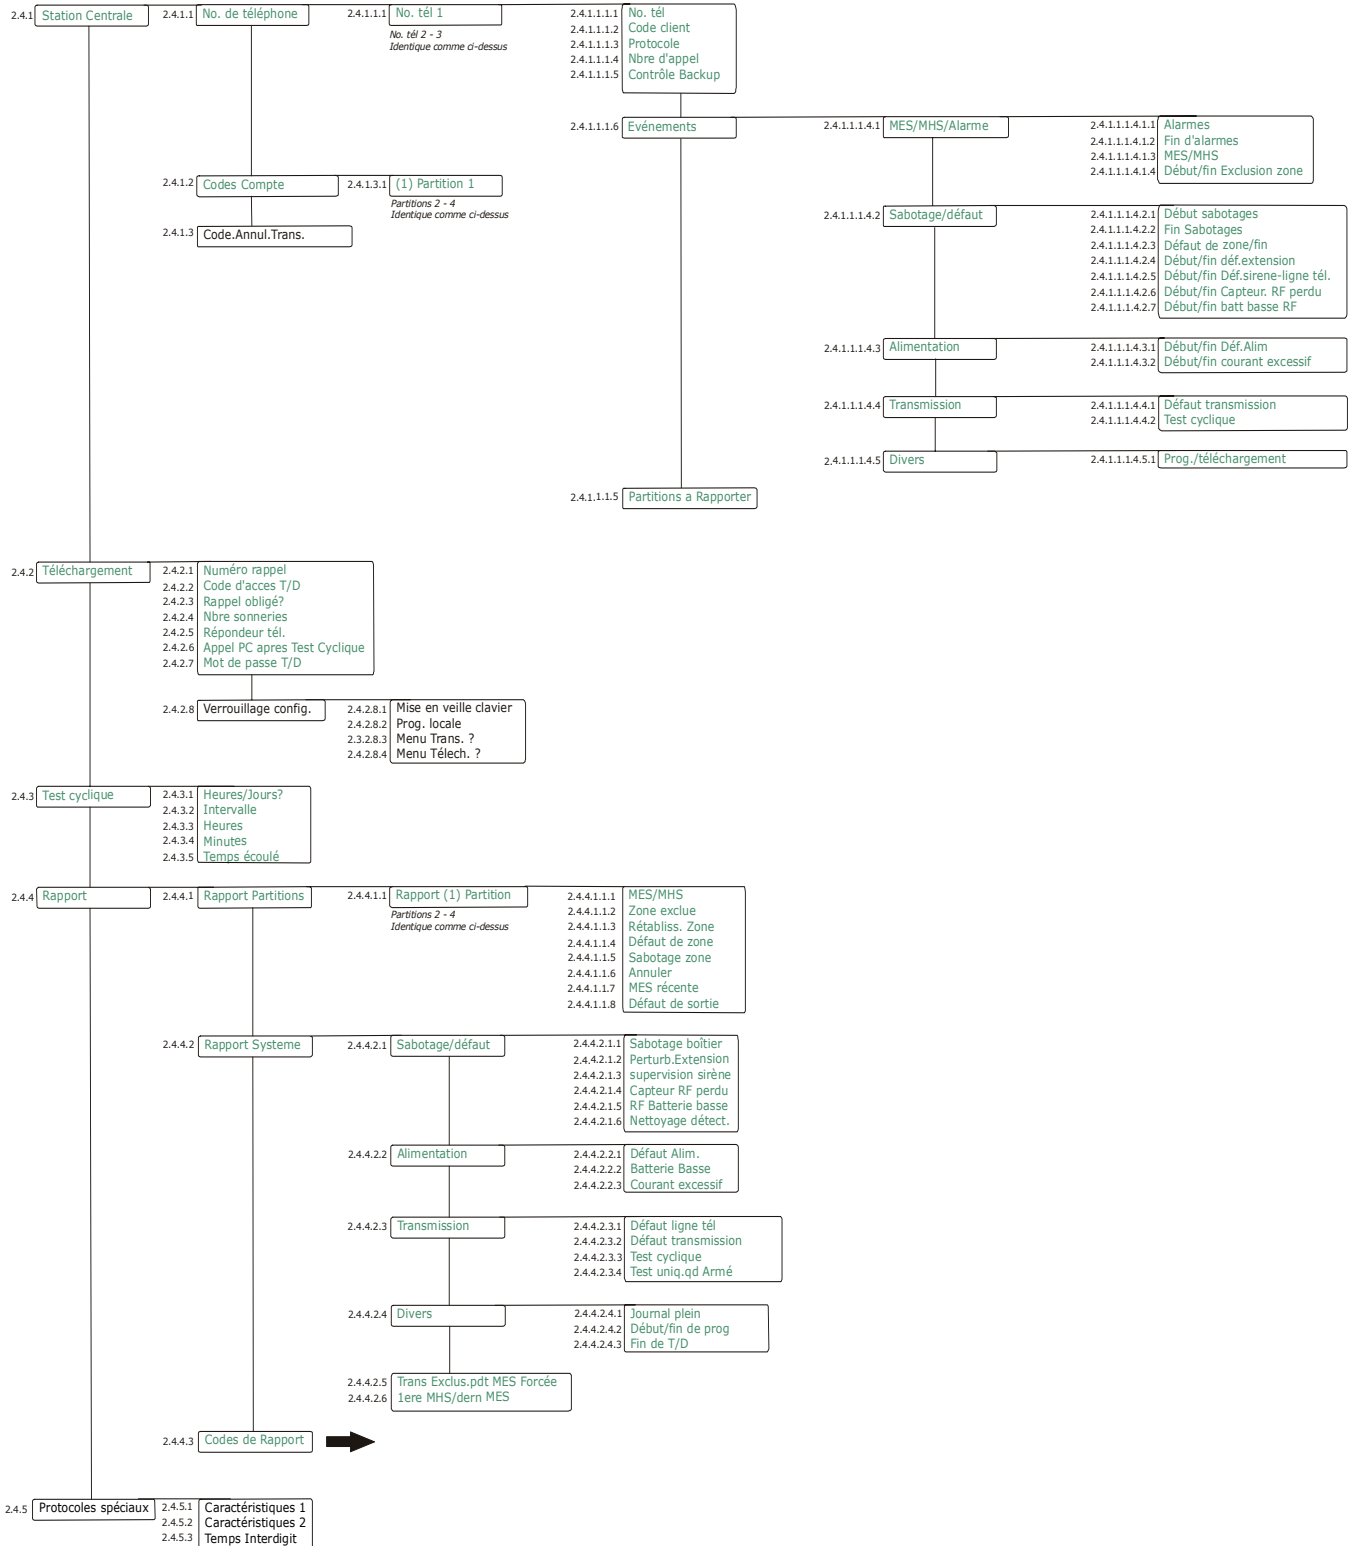 2.4.1 Station Centrale
2.4.1.1 No. de téléphone
2.4.1.1.1 No. tél 1
No. tél 2 - 3
Identique comme ci-dessus
2.4.1.1.1.1 No. tél
2.4.1.1.1.2 Code client
2.4.1.1.1.3 Protocole
2.4.1.1.1.4 Nbre d'appel
2.4.1.1.1.5 Contrôle Backup
2.4.1.1.1.6 Evénements
2.4.1.1.1.4.1 MES/MHS/Alarme
2.4.1.1.1.4.1.1 Alarmes
2.4.1.1.1.4.1.2 Fin d'alarmes
2.4.1.1.1.4.1.3 MES/MHS
2.4.1.1.1.4.1.4 Début/fin Exclusion zone
2.4.1.2 Codes Compte
2.4.1.3.1 (1) Partition 1
Partitions 2 - 4
Identique comme ci-dessus
2.4.1.3 Code.Annul.Trans.
2.4.1.1.1.4.2 Sabotage/défaut
2.4.1.1.1.4.2.1 Début sabotages
2.4.1.1.1.4.2.2 Fin Sabotages
2.4.1.1.1.4.2.3 Défaut de zone/fin
2.4.1.1.1.4.2.4 Début/fin déf.extension
2.4.1.1.1.4.2.5 Début/fin Déf.sirene-ligne tél.
2.4.1.1.1.4.2.6 Début/fin Capteur. RF perdu
2.4.1.1.1.4.2.7 Début/fin batt basse RF
2.4.1.1.1.4.3 Alimentation
2.4.1.1.1.4.3.1 Début/fin Déf.Alim
2.4.1.1.1.4.3.2 Début/fin courant excessif
2.4.1.1.1.4.4 Transmission
2.4.1.1.1.4.4.1 Défaut transmission
2.4.1.1.1.4.4.2 Test cyclique
2.4.1.1.1.4.5 Divers
2.4.1.1.1.4.5.1 Prog./téléchargement
2.4.1.1.1.5 Partitions a Rapporter
2.4.2 Téléchargement
2.4.2.1 Numéro rappel
2.4.2.2 Code d'acces T/D
2.4.2.3 Rappel obligé?
2.4.2.4 Nbre sonneries
2.4.2.5 Répondeur tél.
2.4.2.6 Appel PC apres Test Cyclique
2.4.2.7 Mot de passe T/D
2.4.2.8 Verrouillage config.
2.4.2.8.1 Mise en veille clavier
2.4.2.8.2 Prog. locale
2.3.2.8.3 Menu Trans. ?
2.4.2.8.4 Menu Télech. ?
2.4.3 Test cyclique
2.4.3.1 Heures/Jours?
2.4.3.2 Intervalle
2.4.3.3 Heures
2.4.3.4 Minutes
2.4.3.5 Temps écoulé
2.4.4 Rapport
2.4.4.1 Rapport Partitions
2.4.4.1.1 Rapport (1) Partition
Partitions 2 - 4
Identique comme ci-dessus
2.4.4.1.1.1 MES/MHS
2.4.4.1.1.2 Zone exclue
2.4.4.1.1.3 Rétabliss. Zone
2.4.4.1.1.4 Défaut de zone
2.4.4.1.1.5 Sabotage zone
2.4.4.1.1.6 Annuler
2.4.4.1.1.7 MES récente
2.4.4.1.1.8 Défaut de sortie
2.4.4.2 Rapport Systeme
2.4.4.2.1 Sabotage/défaut
2.4.4.2.1.1 Sabotage boîtier
2.4.4.2.1.2 Perturb.Extension
2.4.4.2.1.3 supervision sirène
2.4.4.2.1.4 Capteur RF perdu
2.4.4.2.1.5 RF Batterie basse
2.4.4.2.1.6 Nettoyage détect.
2.4.4.2.2 Alimentation
2.4.4.2.2.1 Défaut Alim.
2.4.4.2.2.2 Batterie Basse
2.4.4.2.2.3 Courant excessif
2.4.4.2.3 Transmission
2.4.4.2.3.1 Défaut ligne tél
2.4.4.2.3.2 Défaut transmission
2.4.4.2.3.3 Test cyclique
2.4.4.2.3.4 Test uniq.qd Armé
2.4.4.2.4 Divers
2.4.4.2.4.1 Journal plein
2.4.4.2.4.2 Début/fin de prog
2.4.4.2.4.3 Fin de T/D
2.4.4.2.5 Trans Exclus.pdt MES Forcée
2.4.4.2.6 1ere MHS/dern MES
2.4.4.3 Codes de Rapport
2.4.5 Protocoles spéciaux
2.4.5.1 Caractéristiques 1
2.4.5.2 Caractéristiques 2
2.4.5.3 Temps Interdigit